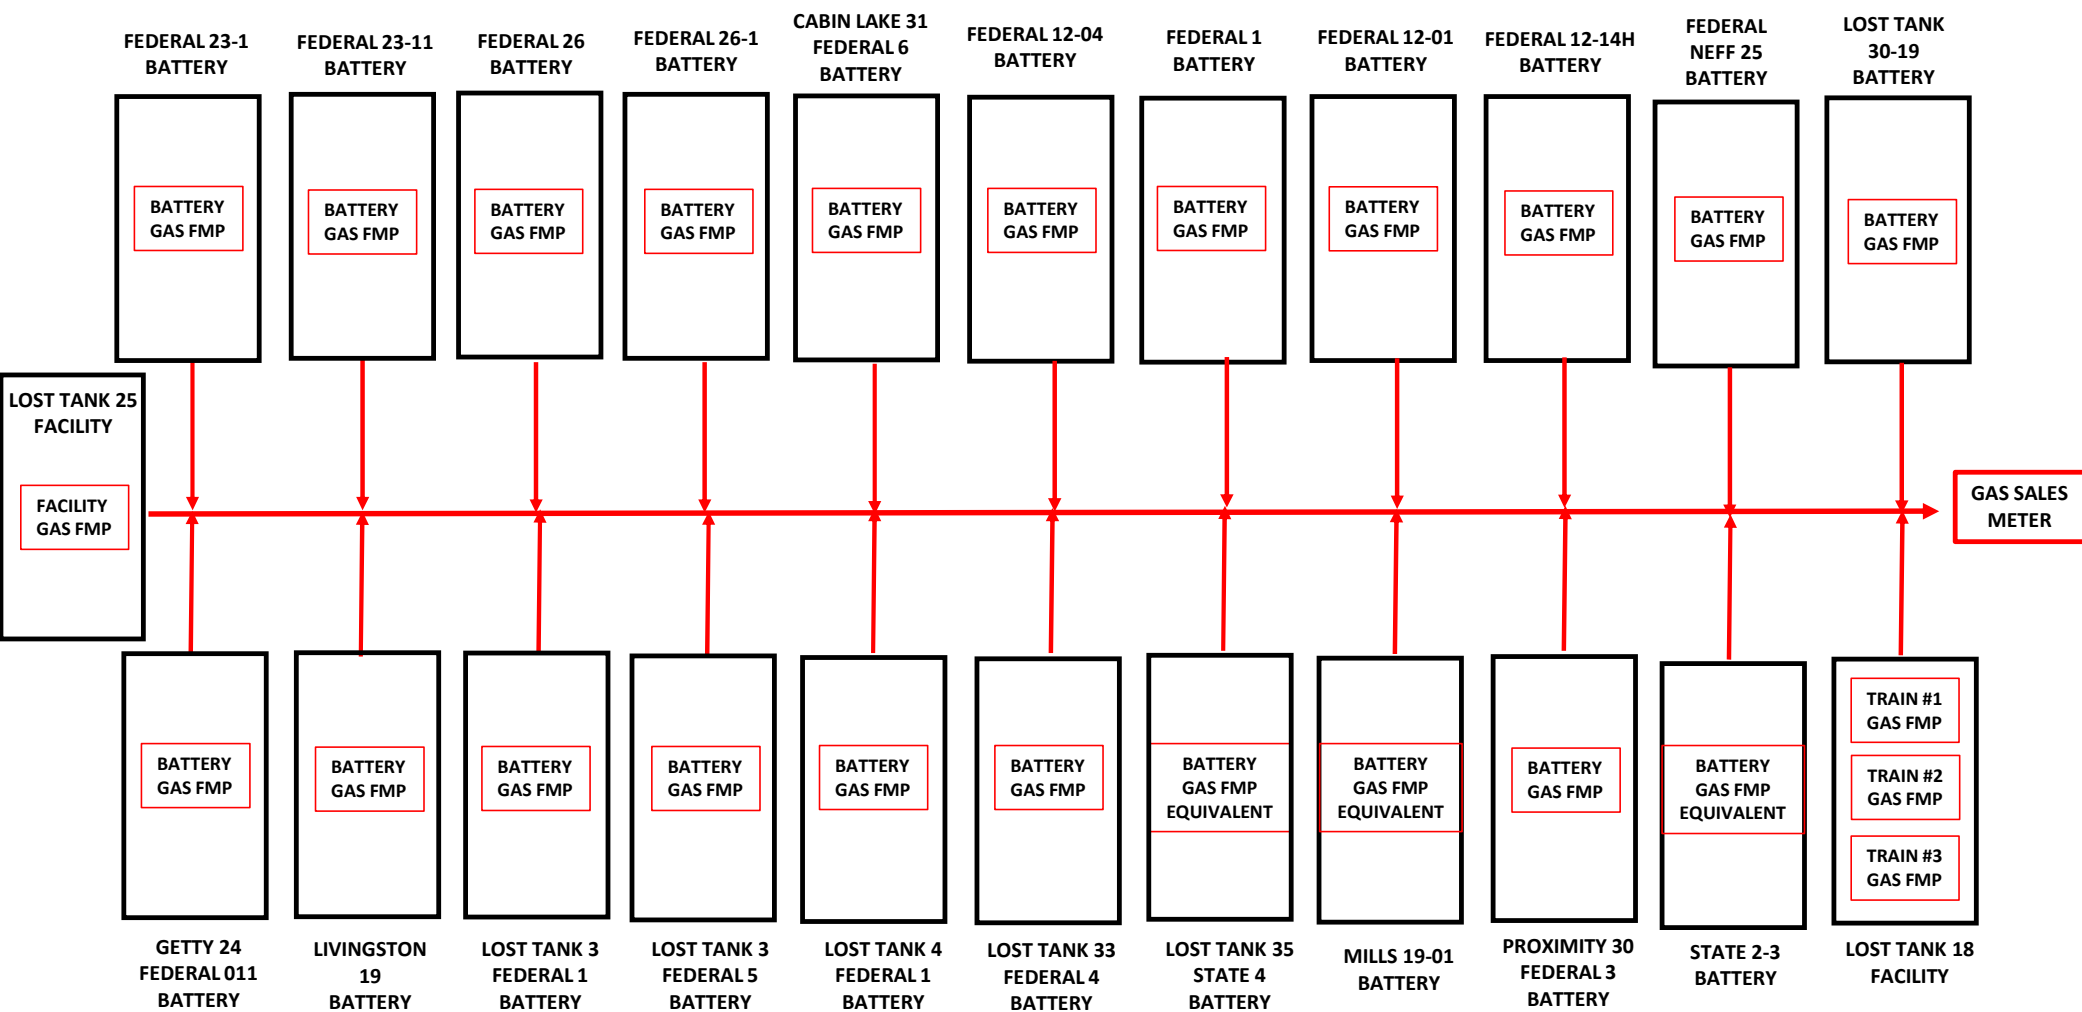 FEDERAL 23-1
BATTERY
FEDERAL 23-11
BATTERY
FEDERAL 26
BATTERY
FEDERAL 26-1
BATTERY
CABIN LAKE 31
FEDERAL 6
BATTERY
FEDERAL 12-04
BATTERY
FEDERAL 1
BATTERY
FEDERAL 12-01
BATTERY
FEDERAL 12-14H
BATTERY
FEDERAL
NEFF 25
BATTERY
LOST TANK
30-19
BATTERY
BATTERY
GAS FMP
BATTERY
GAS FMP
BATTERY
GAS FMP
BATTERY
GAS FMP
BATTERY
GAS FMP
BATTERY
GAS FMP
BATTERY
GAS FMP
BATTERY
GAS FMP
BATTERY
GAS FMP
BATTERY
GAS FMP
BATTERY
GAS FMP
LOST TANK 25
FACILITY
FACILITY
GAS FMP
GAS SALES
METER
BATTERY
GAS FMP
BATTERY
GAS FMP
BATTERY
GAS FMP
BATTERY
GAS FMP
BATTERY
GAS FMP
BATTERY
GAS FMP
BATTERY
GAS FMP
EQUIVALENT
BATTERY
GAS FMP
EQUIVALENT
BATTERY
GAS FMP
BATTERY
GAS FMP
EQUIVALENT
TRAIN #1
GAS FMP
TRAIN #2
GAS FMP
TRAIN #3
GAS FMP
GETTY 24
FEDERAL 011
BATTERY
LIVINGSTON
19
BATTERY
LOST TANK 3
FEDERAL 1
BATTERY
LOST TANK 3
FEDERAL 5
BATTERY
LOST TANK 4
FEDERAL 1
BATTERY
LOST TANK 33
FEDERAL 4
BATTERY
LOST TANK 35
STATE 4
BATTERY
MILLS 19-01
BATTERY
PROXIMITY 30
FEDERAL 3
BATTERY
STATE 2-3
BATTERY
LOST TANK 18
FACILITY